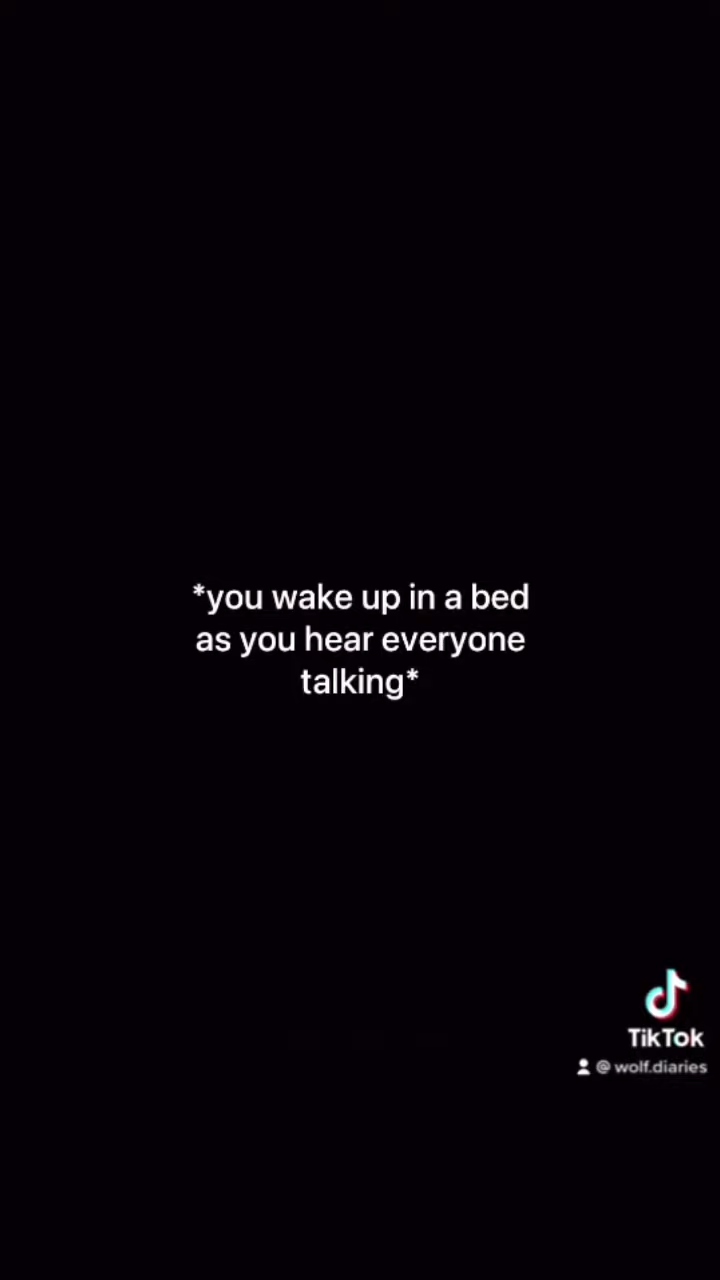 *you wake up in a bed
as you hear everyone
talking*
TikTok
@ wolf.diaries